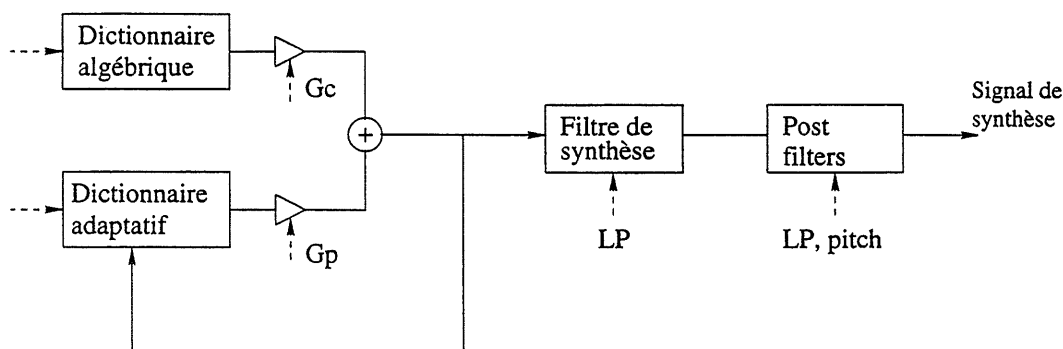 Dictionnaire
algébrique
Gc
Signal de
synthèse
+
Filtre de
synthèse
Post
filters
Dictionnaire
adaptatif
Gp
LP
LP, pitch